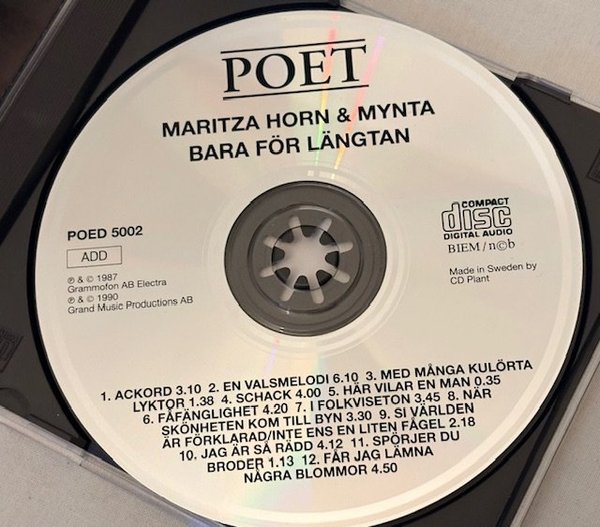 POET
MARITZA HORN & MYNTA
BARA FÖR LÄNGTAN
POED 5002
ADD
℗ & © 1987
Grammofon AB Electra
℗ & © 1990
Grand Music Productions AB
COMPACT
disc
DIGITAL AUDIO
BIEM / n©b
Made in Sweden by
CD Plant
1. ACKORD 3.10 2. EN VALSMELODI 6.10 3. MED MÅNGA KULÖRTA
LYKTOR 1.38 4. SCHACK 4.00 5. HÄR VILAR EN MAN 0.35
6. FÅFÄNGLIGHET 4.20 7. I FOLKVISETON 3.45 8. NÄR
SKÖNHETEN KOM TILL BYN 3.30 9. SI VÄRLDEN
ÄR FÖRKLARAD/INTE ENS EN LITEN FÅGEL 2.18
10. JAG ÄR SÅ RÄDD 4.12 11. SPÖRJER DU
BRODER 1.13 12. FÅR JAG LÄMNA
NÅGRA BLOMMOR 4.50